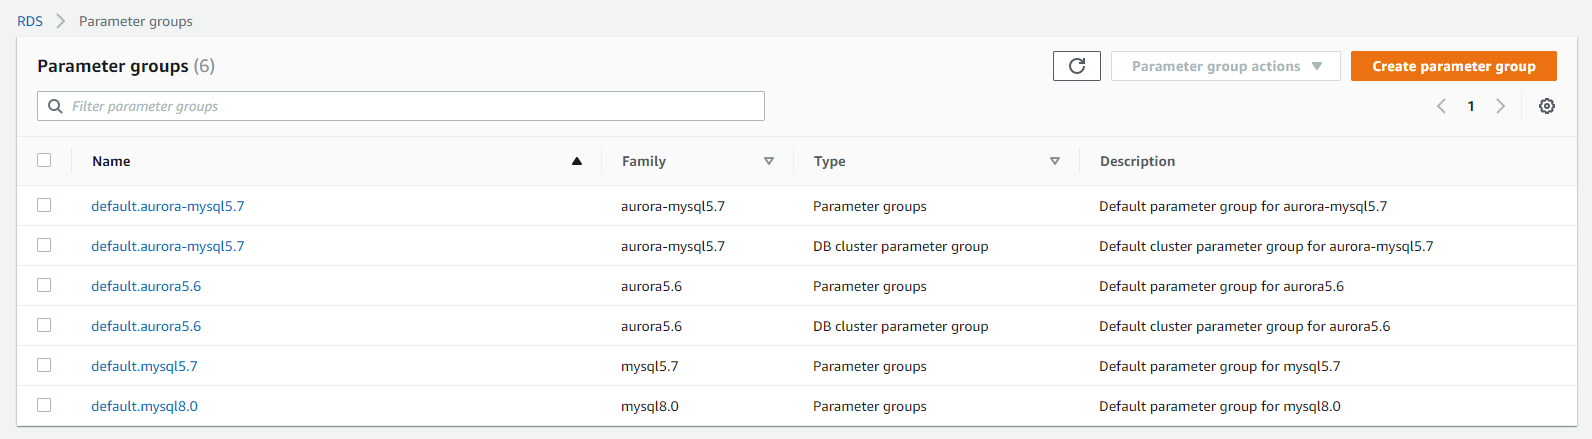 RDS > Parameter groups
Parameter groups (6) Parameter group actions Create parameter group
Filter parameter groups 1
Name Family Type Description
default.aurora-mysql5.7 aurora-mysql5.7 Parameter groups Default parameter group for aurora-mysql5.7
default.aurora-mysql5.7 aurora-mysql5.7 DB cluster parameter group Default cluster parameter group for aurora-mysql5.7
default.aurora5.6 aurora5.6 Parameter groups Default parameter group for aurora5.6
default.aurora5.6 aurora5.6 DB cluster parameter group Default cluster parameter group for aurora5.6
default.mysql5.7 mysql5.7 Parameter groups Default parameter group for mysql5.7
default.mysql8.0 mysql8.0 Parameter groups Default parameter group for mysql8.0